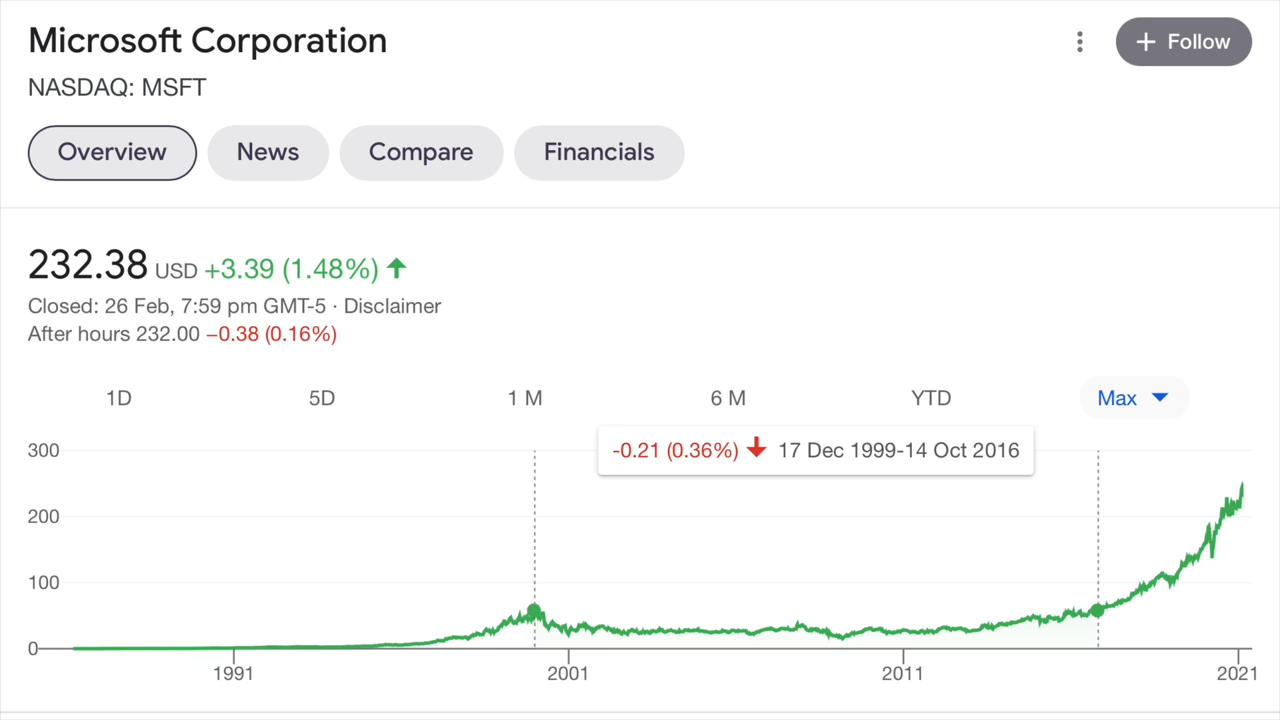 Microsoft Corporation
+ Follow
NASDAQ: MSFT
Overview
News
Compare
Financials
232.38 USD +3.39 (1.48%)
Closed: 26 Feb, 7:59 pm GMT-5 · Disclaimer
After hours 232.00 −0.38 (0.16%)
1D
5D
1 M
6 M
YTD
Max
-0.21 (0.36%) 17 Dec 1999-14 Oct 2016
300
200
100
0
1991
2001
2011
2021